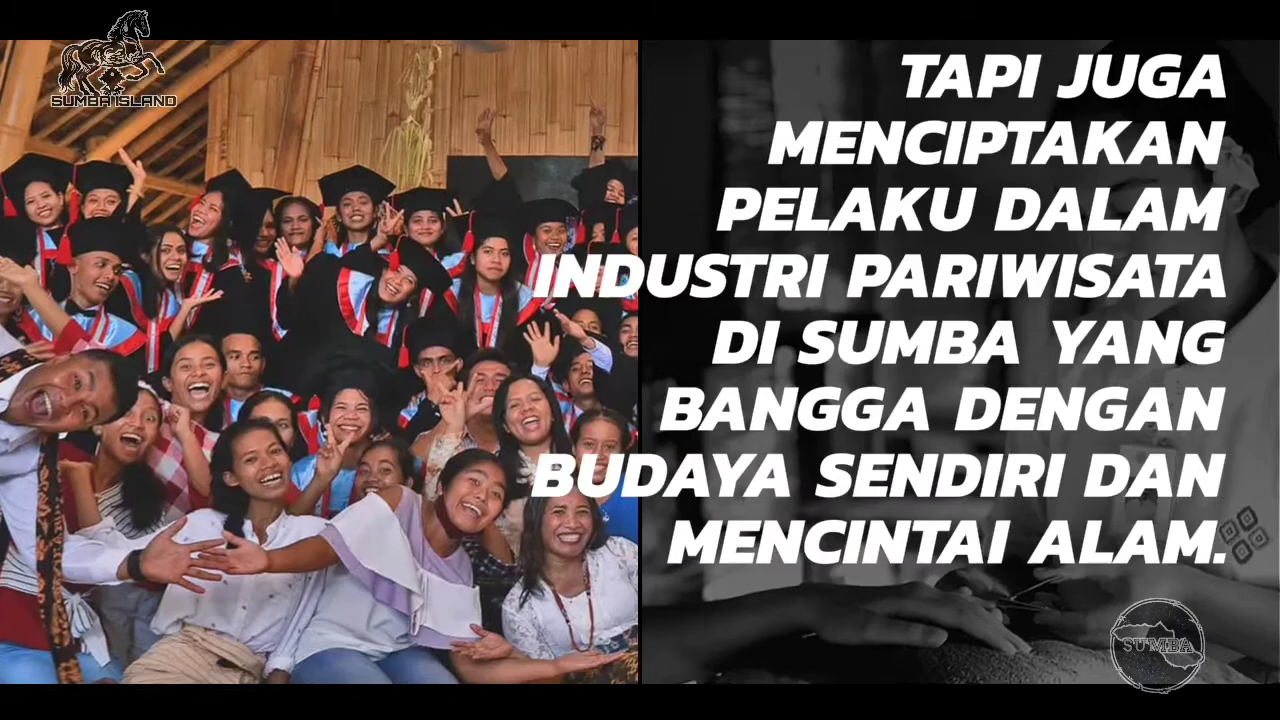 SUMBA ISLAND
TAPI JUGA
MENCIPTAKAN
PELAKU DALAM
INDUSTRI PARIWISATA
DI SUMBA YANG
BANGGA DENGAN
BUDAYA SENDIRI DAN
MENCINTAI ALAM.
SUMBA